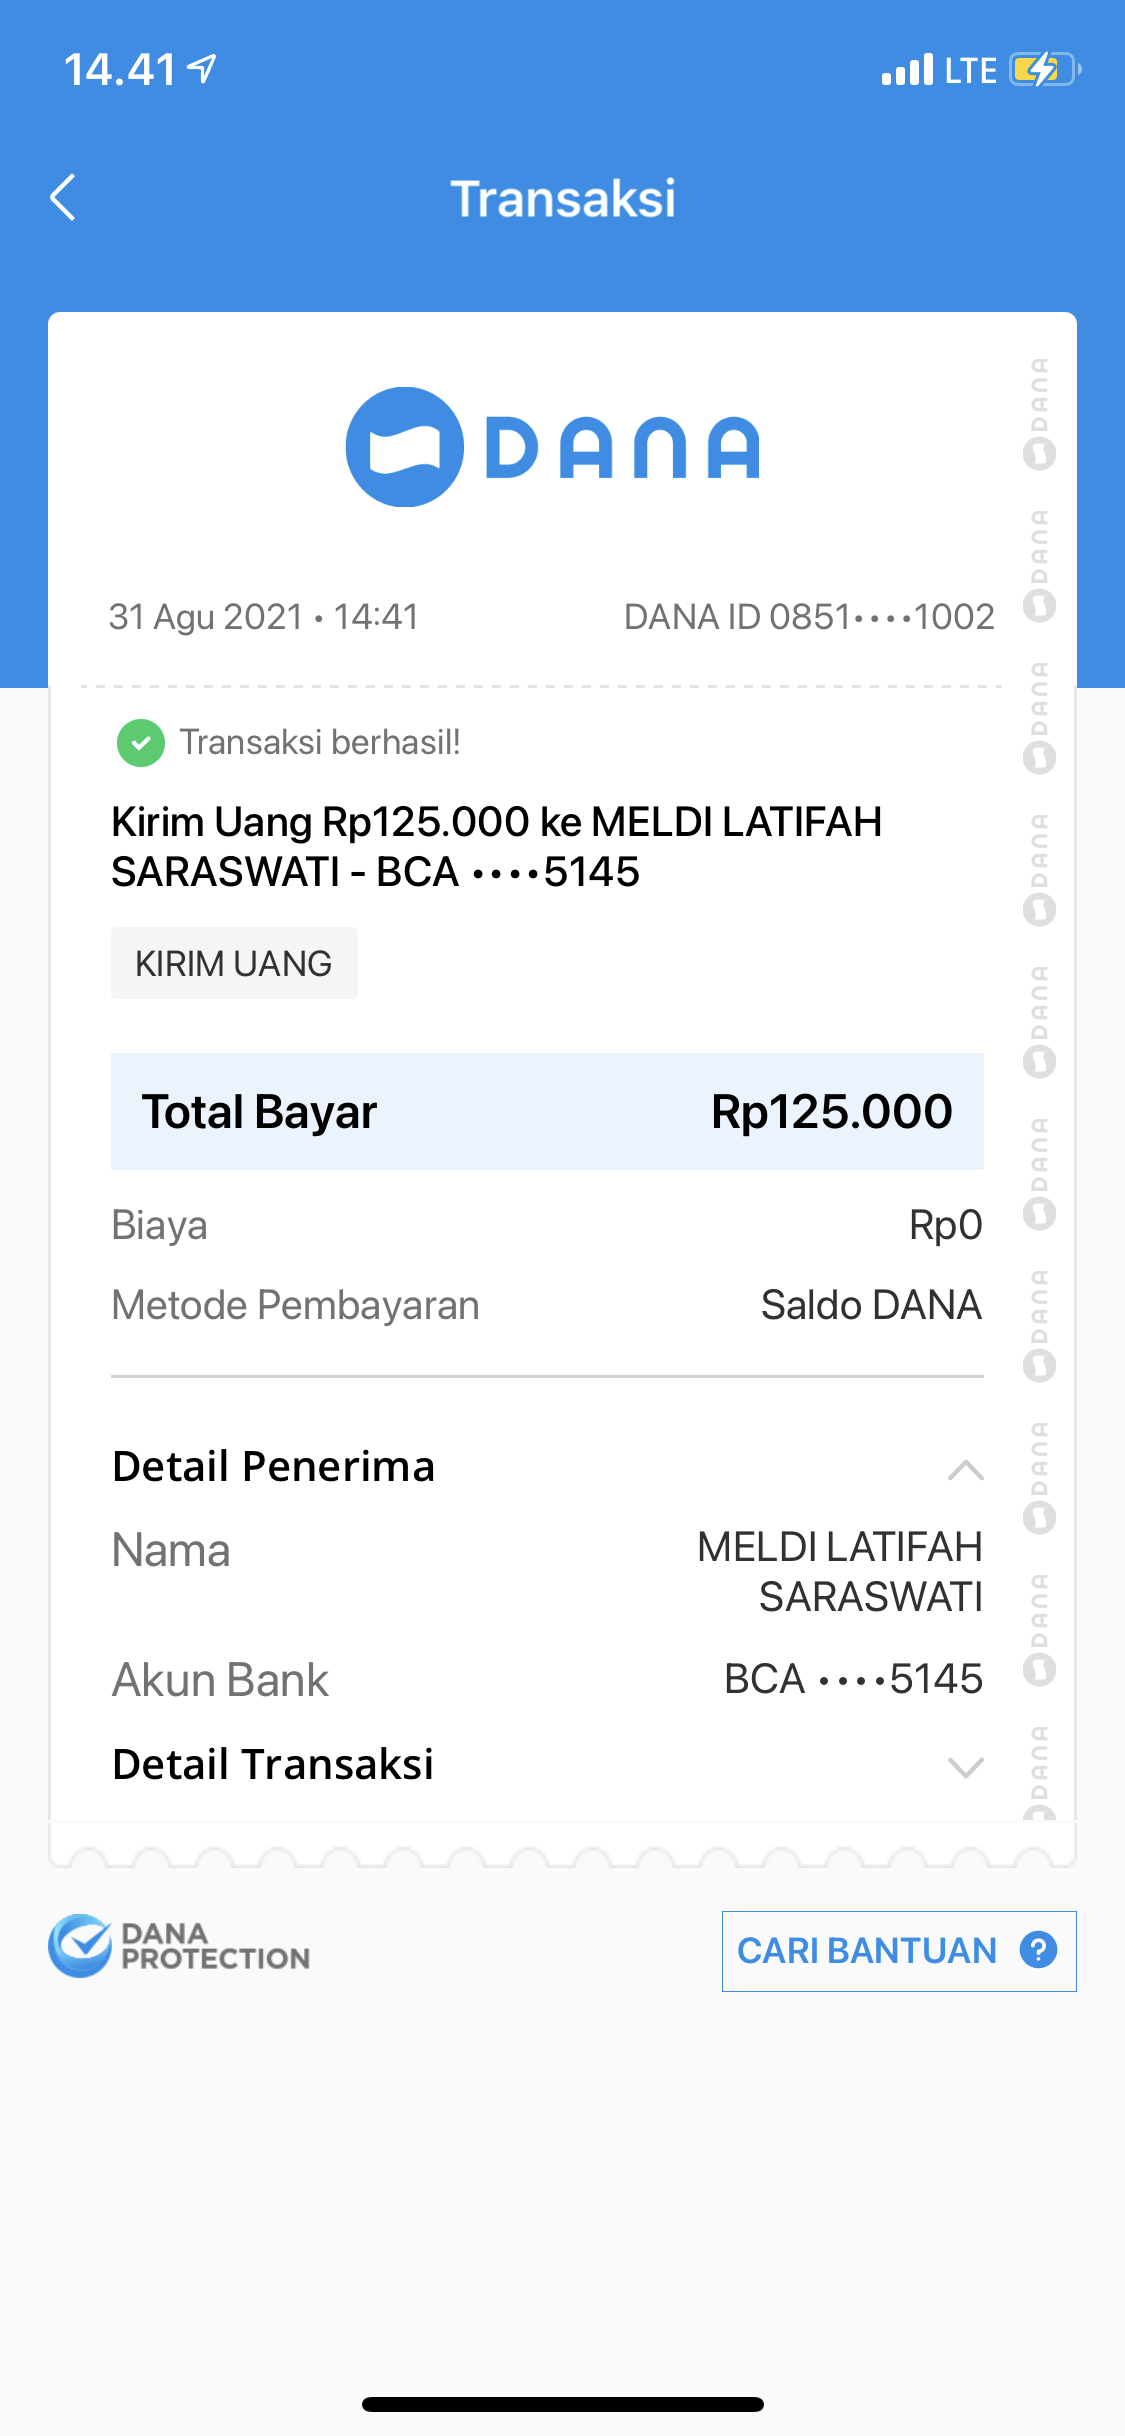 14.41
LTE
Transaksi
DANA
31 Agu 2021 • 14:41
DANA ID 0851••••1002
Transaksi berhasil!
Kirim Uang Rp125.000 ke MELDI LATIFAH
SARASWATI - BCA ••••5145
KIRIM UANG
Total Bayar Rp125.000
Biaya Rp0
Metode Pembayaran Saldo DANA
Detail Penerima
Nama MELDI LATIFAH
SARASWATI
Akun Bank BCA ••••5145
Detail Transaksi
DANA
DANA
DANA
DANA
DANA
DANA
DANA
DANA
DANA
DANA
DANA
PROTECTION
CARI BANTUAN ?